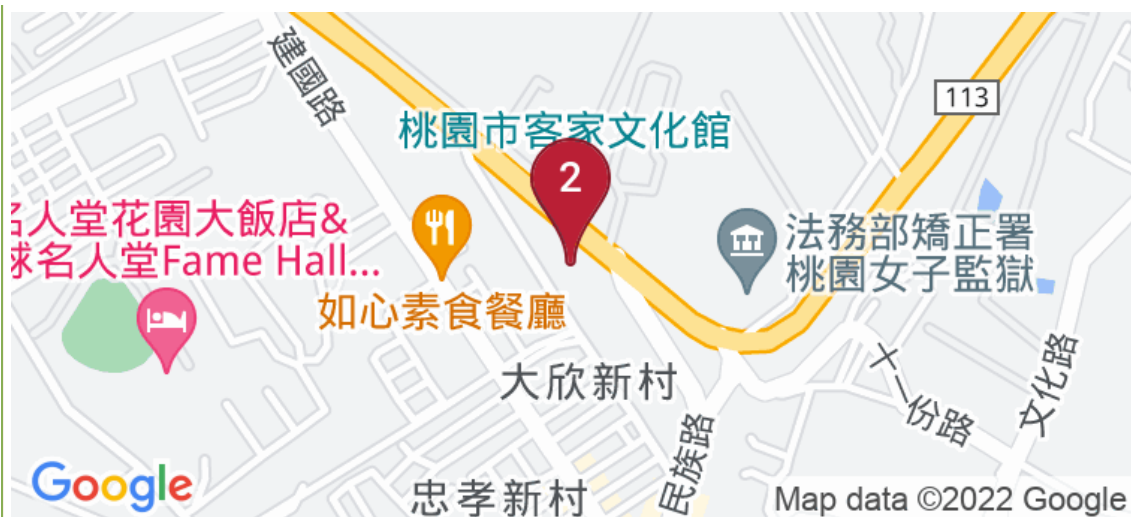 建國路
113
桃園市客家文化館
2
名人堂花園大飯店&
球名人堂Fame Hall...
法務部矯正署
桃園女子監獄
如心素食餐廳
大欣新村
十一份路
文化路
民族路
忠孝新村
Google
Map data ©2022 Google